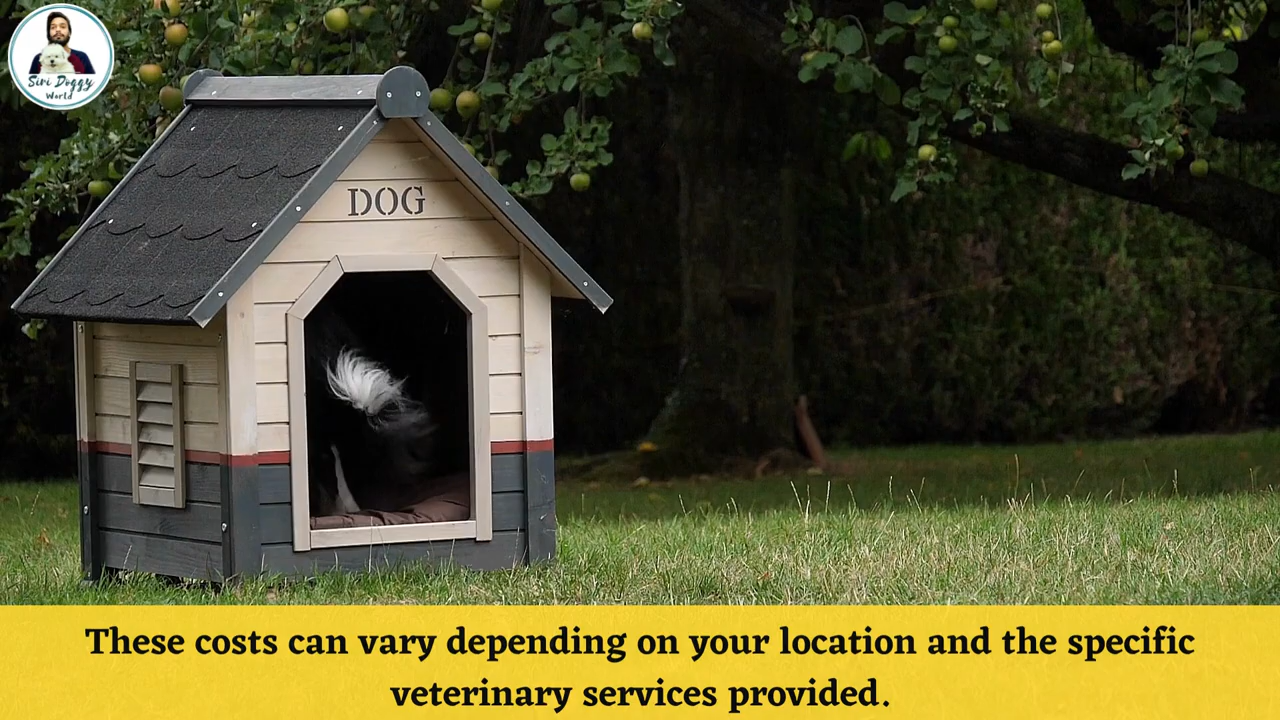 Siri Doggy
World
DOG
These costs can vary depending on your location and the specific
veterinary services provided.